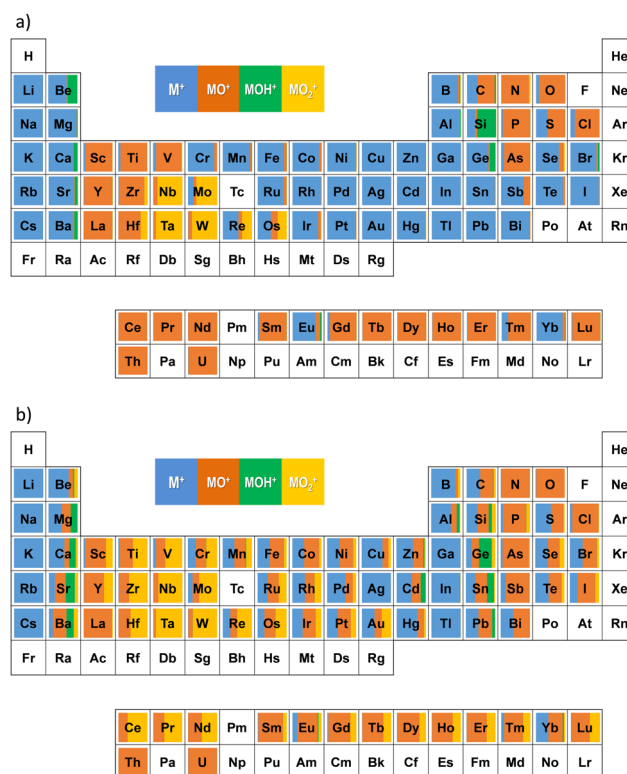 a)
H He
M⁺ MO⁺ MOH⁺ MO₂⁺
Li Be B C N O F Ne
Na Mg Al Si P S Cl Ar
K Ca Sc Ti V Cr Mn Fe Co Ni Cu Zn Ga Ge As Se Br Kr
Rb Sr Y Zr Nb Mo Tc Ru Rh Pd Ag Cd In Sn Sb Te I Xe
Cs Ba La Hf Ta W Re Os Ir Pt Au Hg Tl Pb Bi Po At Rn
Fr Ra Ac Rf Db Sg Bh Hs Mt Ds Rg
Ce Pr Nd Pm Sm Eu Gd Tb Dy Ho Er Tm Yb Lu
Th Pa U Np Pu Am Cm Bk Cf Es Fm Md No Lr
b)
H He
M⁺ MO⁺ MOH⁺ MO₂⁺
Li Be B C N O F Ne
Na Mg Al Si P S Cl Ar
K Ca Sc Ti V Cr Mn Fe Co Ni Cu Zn Ga Ge As Se Br Kr
Rb Sr Y Zr Nb Mo Tc Ru Rh Pd Ag Cd In Sn Sb Te I Xe
Cs Ba La Hf Ta W Re Os Ir Pt Au Hg Tl Pb Bi Po At Rn
Fr Ra Ac Rf Db Sg Bh Hs Mt Ds Rg
Ce Pr Nd Pm Sm Eu Gd Tb Dy Ho Er Tm Yb Lu
Th Pa U Np Pu Am Cm Bk Cf Es Fm Md No Lr